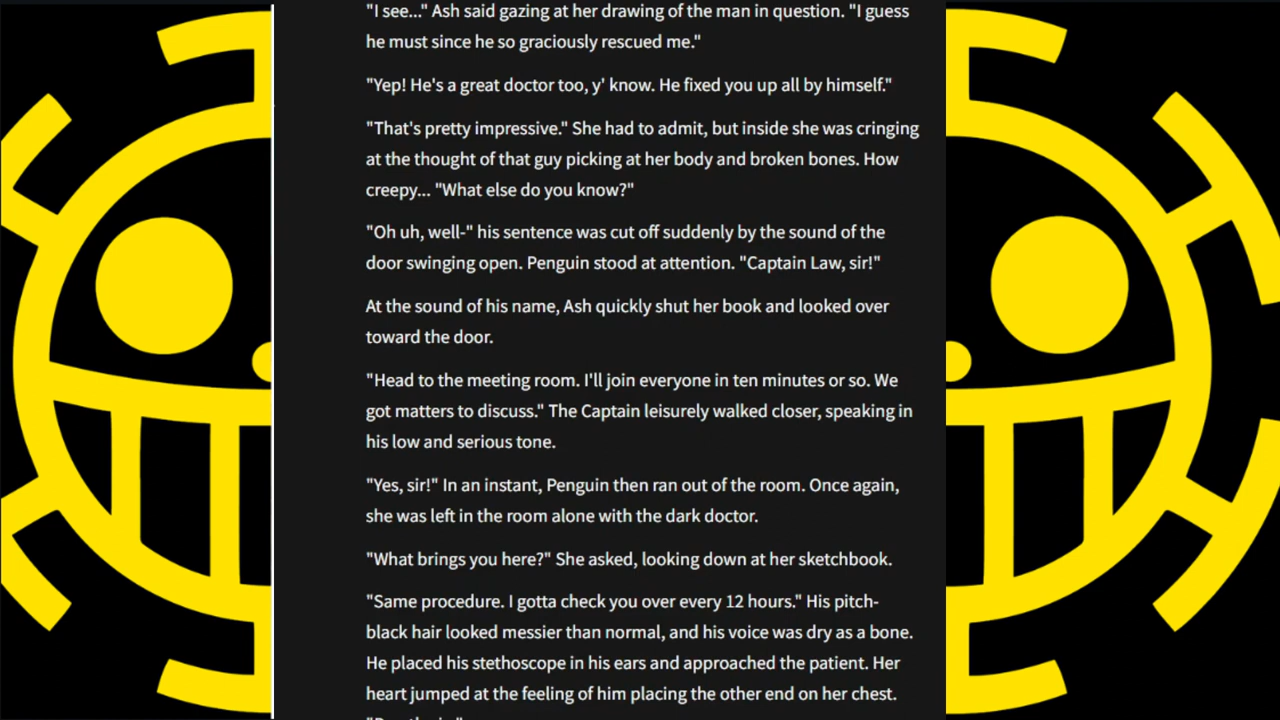 "I see..." Ash said gazing at her drawing of the man in question. "I guess
he must since he so graciously rescued me."
"Yep! He's a great doctor too, y' know. He fixed you up all by himself."
"That's pretty impressive." She had to admit, but inside she was cringing
at the thought of that guy picking at her body and broken bones. How
creepy... "What else do you know?"
"Oh uh, well-" his sentence was cut off suddenly by the sound of the
door swinging open. Penguin stood at attention. "Captain Law, sir!"
At the sound of his name, Ash quickly shut her book and looked over
toward the door.
"Head to the meeting room. I'll join everyone in ten minutes or so. We
got matters to discuss." The Captain leisurely walked closer, speaking in
his low and serious tone.
"Yes, sir!" In an instant, Penguin then ran out of the room. Once again,
she was left in the room alone with the dark doctor.
"What brings you here?" She asked, looking down at her sketchbook.
"Same procedure. I gotta check you over every 12 hours." His pitch-
black hair looked messier than normal, and his voice was dry as a bone.
He placed his stethoscope in his ears and approached the patient. Her
heart jumped at the feeling of him placing the other end on her chest.